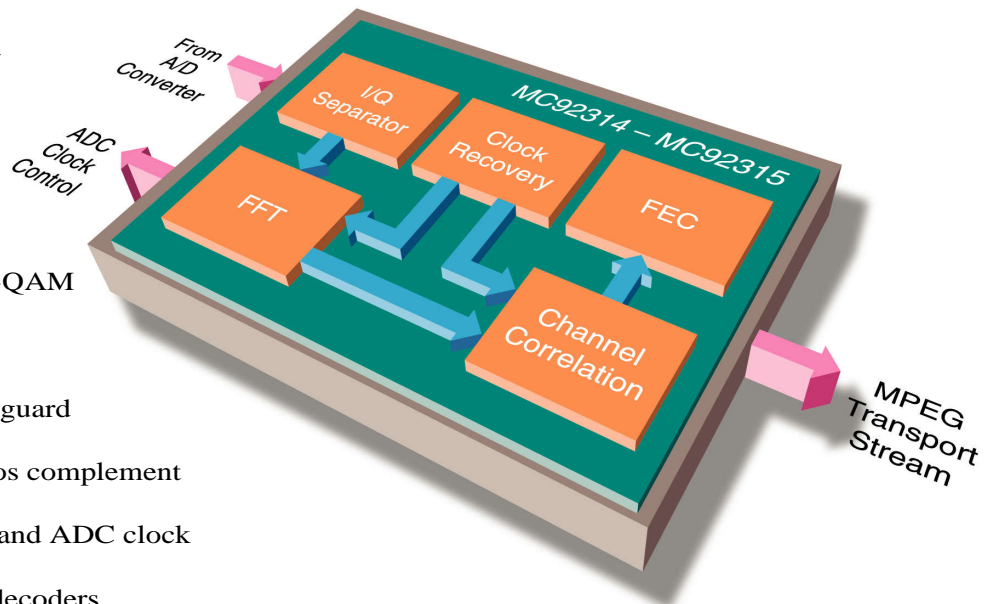 From
A/D
Converter
ADC
Clock
Control
I/Q
Separator
Clock
Recovery
MC92314 – MC92315
FFT
FEC
Channel
Correlation
MPEG
Transport
Stream
QAM
guard
complement
and ADC clock
decoders